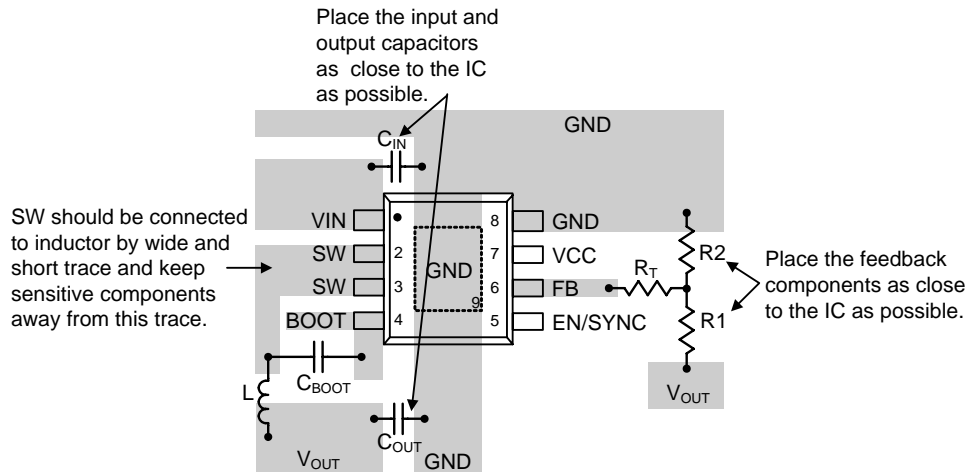 Place the input and
output capacitors
as close to the IC
as possible.
GND
CIN
SW should be connected
to inductor by wide and
short trace and keep
sensitive components
away from this trace.
VIN
8
GND
SW
2
7
VCC
GND
SW
3
6
FB
9
BOOT
4
5
EN/SYNC
RT
R2
R1
Place the feedback
components as close
to the IC as possible.
L
CBOOT
VOUT
COUT
VOUT
GND